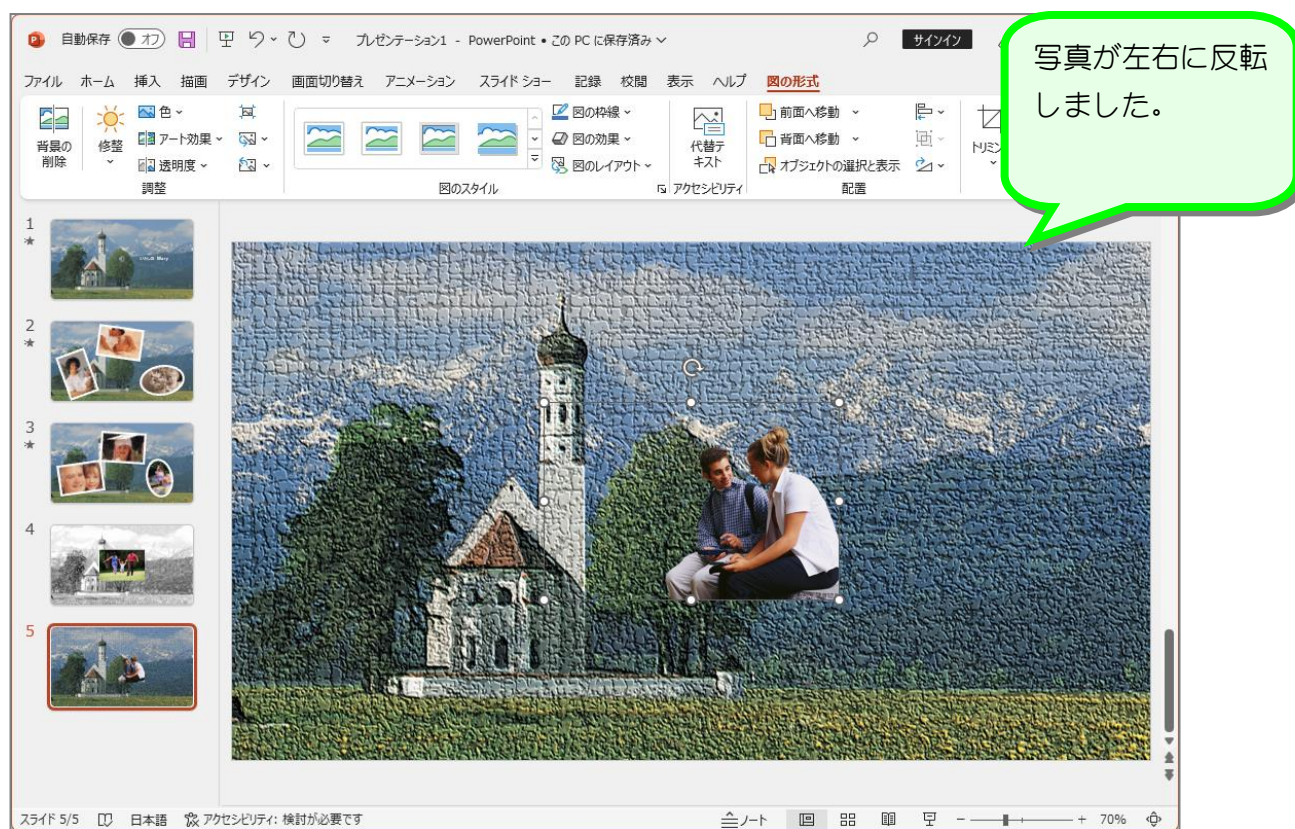 自動保存 オフ プレゼンテーション1 - PowerPoint • この PC に保存済み サインイン
写真が左右に反転
しました。
ファイル ホーム 挿入 描画 デザイン 画面切り替え アニメーション スライド ショー 記録 校閲 表示 ヘルプ 図の形式
背景の
削除
修整
色
アート効果
透明度
調整
図の枠線
図の効果
図のレイアウト
図のスタイル
代替テ
キスト
アクセシビリティ
前面へ移動
背面へ移動
オブジェクトの選択と表示
配置
1
2
3
4
5
スライド 5/5 日本語 アクセシビリティ: 検討が必要です ノート 70%